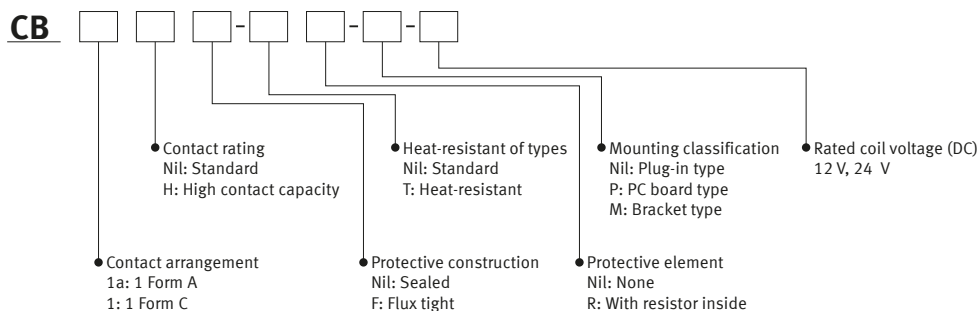 CB - - -
Contact rating
Nil: Standard
H: High contact capacity
Heat-resistant of types
Nil: Standard
T: Heat-resistant
Mounting classification
Nil: Plug-in type
P: PC board type
M: Bracket type
Rated coil voltage (DC)
12 V, 24 V
Contact arrangement
1a: 1 Form A
1: 1 Form C
Protective construction
Nil: Sealed
F: Flux tight
Protective element
Nil: None
R: With resistor inside